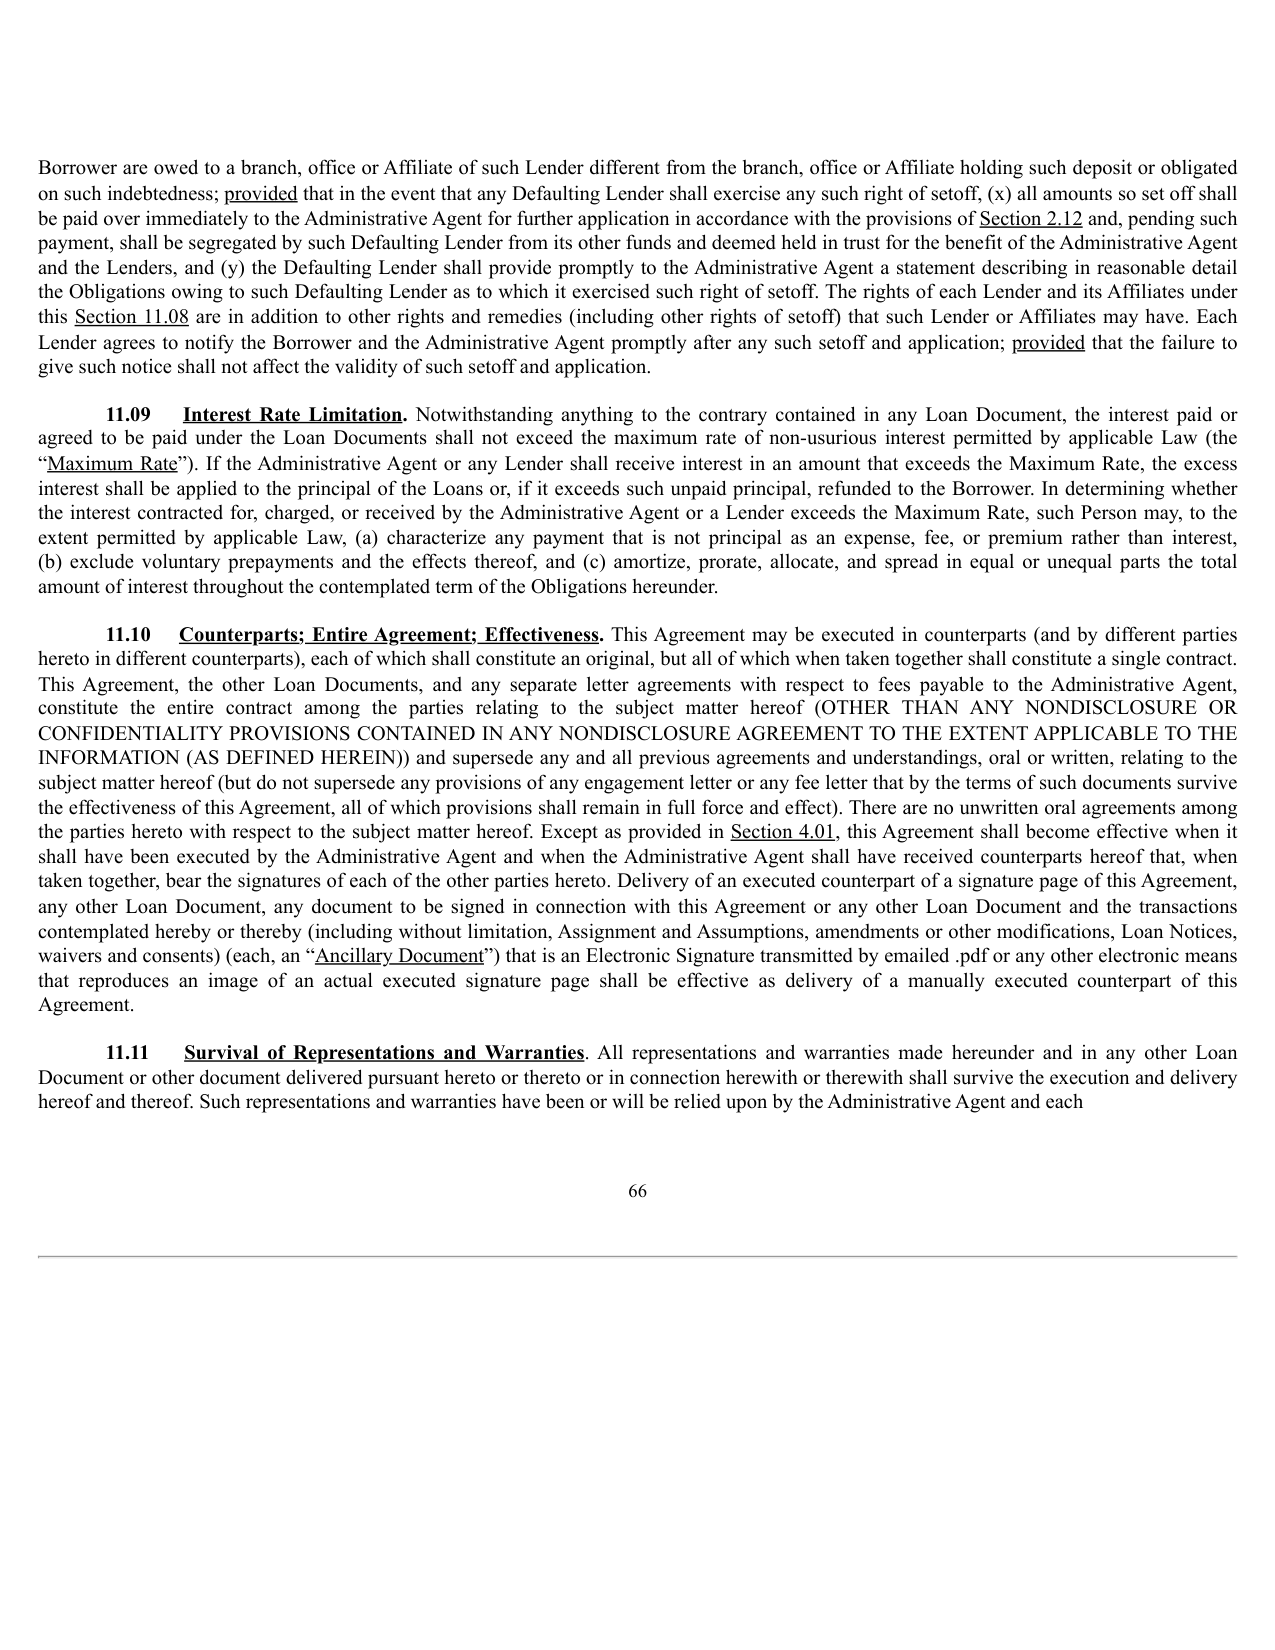 Borrower are owed to a branch, office or Affiliate of such Lender different from the branch, office or Affiliate holding such deposit or obligated
on such indebtedness; provided that in the event that any Defaulting Lender shall exercise any such right of setoff, (x) all amounts so set off shall
be paid over immediately to the Administrative Agent for further application in accordance with the provisions of Section 2.12 and, pending such
payment, shall be segregated by such Defaulting Lender from its other funds and deemed held in trust for the benefit of the Administrative Agent
and the Lenders, and (y) the Defaulting Lender shall provide promptly to the Administrative Agent a statement describing in reasonable detail
the Obligations owing to such Defaulting Lender as to which it exercised such right of setoff. The rights of each Lender and its Affiliates under
this Section 11.08 are in addition to other rights and remedies (including other rights of setoff) that such Lender or Affiliates may have. Each
Lender agrees to notify the Borrower and the Administrative Agent promptly after any such setoff and application; provided that the failure to
give such notice shall not affect the validity of such setoff and application.
11.09 Interest Rate Limitation. Notwithstanding anything to the contrary contained in any Loan Document, the interest paid or
agreed to be paid under the Loan Documents shall not exceed the maximum rate of non-usurious interest permitted by applicable Law (the
“Maximum Rate”). If the Administrative Agent or any Lender shall receive interest in an amount that exceeds the Maximum Rate, the excess
interest shall be applied to the principal of the Loans or, if it exceeds such unpaid principal, refunded to the Borrower. In determining whether
the interest contracted for, charged, or received by the Administrative Agent or a Lender exceeds the Maximum Rate, such Person may, to the
extent permitted by applicable Law, (a) characterize any payment that is not principal as an expense, fee, or premium rather than interest,
(b) exclude voluntary prepayments and the effects thereof, and (c) amortize, prorate, allocate, and spread in equal or unequal parts the total
amount of interest throughout the contemplated term of the Obligations hereunder.
11.10 Counterparts; Entire Agreement; Effectiveness. This Agreement may be executed in counterparts (and by different parties
hereto in different counterparts), each of which shall constitute an original, but all of which when taken together shall constitute a single contract.
This Agreement, the other Loan Documents, and any separate letter agreements with respect to fees payable to the Administrative Agent,
constitute the entire contract among the parties relating to the subject matter hereof (OTHER THAN ANY NONDISCLOSURE OR
CONFIDENTIALITY PROVISIONS CONTAINED IN ANY NONDISCLOSURE AGREEMENT TO THE EXTENT APPLICABLE TO THE
INFORMATION (AS DEFINED HEREIN)) and supersede any and all previous agreements and understandings, oral or written, relating to the
subject matter hereof (but do not supersede any provisions of any engagement letter or any fee letter that by the terms of such documents survive
the effectiveness of this Agreement, all of which provisions shall remain in full force and effect). There are no unwritten oral agreements among
the parties hereto with respect to the subject matter hereof. Except as provided in Section 4.01, this Agreement shall become effective when it
shall have been executed by the Administrative Agent and when the Administrative Agent shall have received counterparts hereof that, when
taken together, bear the signatures of each of the other parties hereto. Delivery of an executed counterpart of a signature page of this Agreement,
any other Loan Document, any document to be signed in connection with this Agreement or any other Loan Document and the transactions
contemplated hereby or thereby (including without limitation, Assignment and Assumptions, amendments or other modifications, Loan Notices,
waivers and consents) (each, an “Ancillary Document”) that is an Electronic Signature transmitted by emailed .pdf or any other electronic means
that reproduces an image of an actual executed signature page shall be effective as delivery of a manually executed counterpart of this
Agreement.
11.11 Survival of Representations and Warranties. All representations and warranties made hereunder and in any other Loan
Document or other document delivered pursuant hereto or thereto or in connection herewith or therewith shall survive the execution and delivery
hereof and thereof. Such representations and warranties have been or will be relied upon by the Administrative Agent and each
66